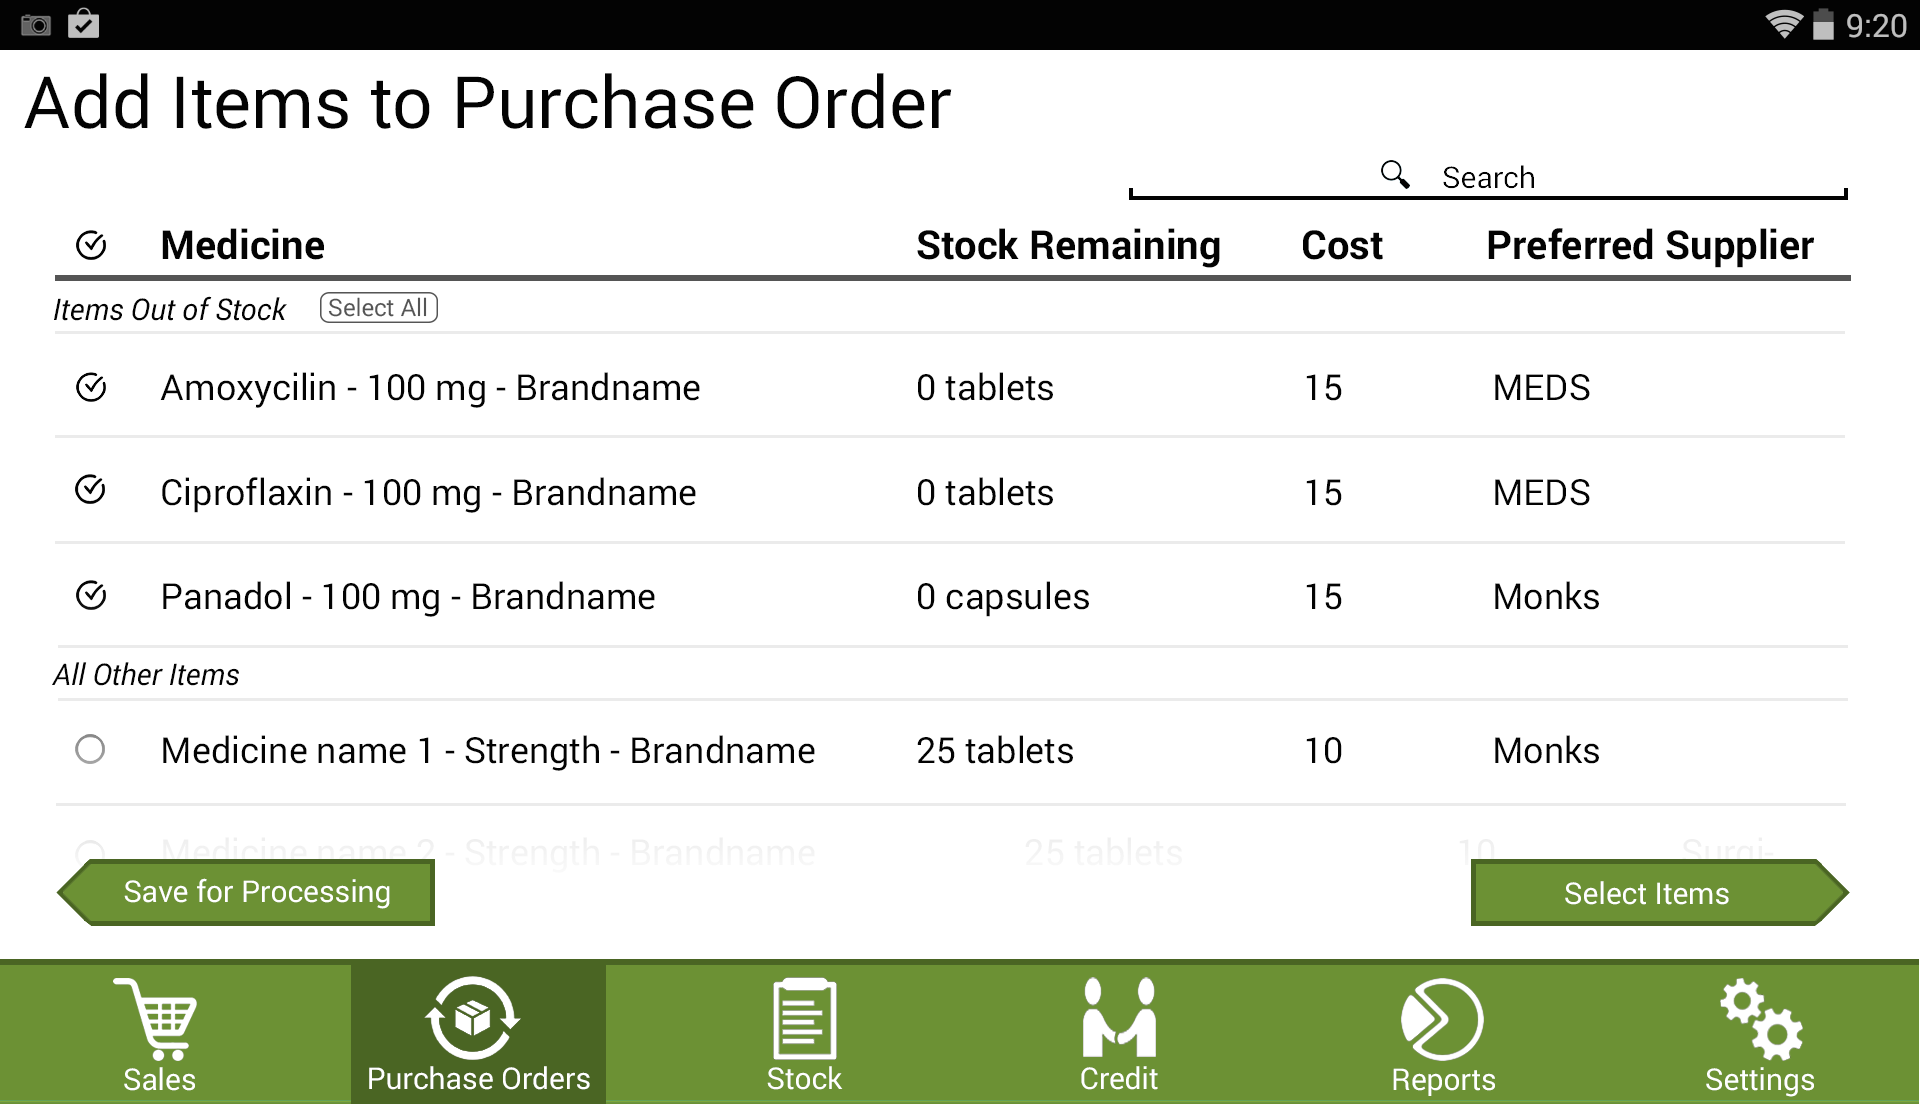 9:20
Add Items to Purchase Order
Search
Medicine Stock Remaining Cost Preferred Supplier
Items Out of Stock Select All
Amoxycilin - 100 mg - Brandname 0 tablets 15 MEDS
Ciproflaxin - 100 mg - Brandname 0 tablets 15 MEDS
Panadol - 100 mg - Brandname 0 capsules 15 Monks
All Other Items
Medicine name 1 - Strength - Brandname 25 tablets 10 Monks
Medicine name 2 - Strength - Brandname 25 tablets 10 Surgi-
Save for Processing Select Items
Sales Purchase Orders Stock Credit Reports Settings